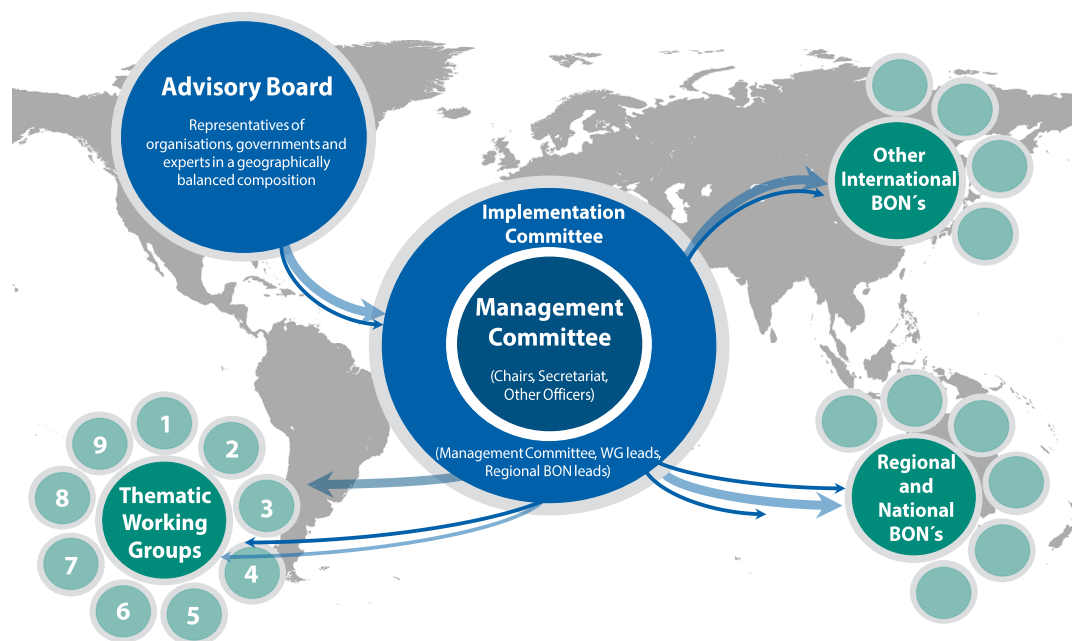 Advisory Board
Representatives of
organisations, governments and
experts in a geographically
balanced composition
Implementation
Committee
Management
Committee
(Chairs, Secretariat,
Other Officers)
(Management Committee, WG leads,
Regional BON leads)
Other
International
BON´s
Regional
and
National
BON´s
Thematic
Working
Groups
1
2
3
4
5
6
7
8
9